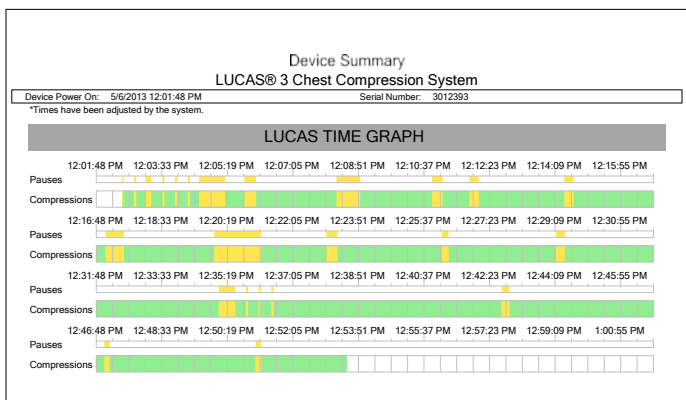 Device Summary
LUCAS® 3 Chest Compression System
Device Power On: 5/6/2013 12:01:48 PM Serial Number: 3012393
*Times have been adjusted by the system.
LUCAS TIME GRAPH
12:01:48 PM 12:03:33 PM 12:05:19 PM 12:07:05 PM 12:08:51 PM 12:10:37 PM 12:12:23 PM 12:14:09 PM 12:15:55 PM
Pauses
Compressions
12:16:48 PM 12:18:33 PM 12:20:19 PM 12:22:05 PM 12:23:51 PM 12:25:37 PM 12:27:23 PM 12:29:09 PM 12:30:55 PM
Pauses
Compressions
12:31:48 PM 12:33:33 PM 12:35:19 PM 12:37:05 PM 12:38:51 PM 12:40:37 PM 12:42:23 PM 12:44:09 PM 12:45:55 PM
Pauses
Compressions
12:46:48 PM 12:48:33 PM 12:50:19 PM 12:52:05 PM 12:53:51 PM 12:55:37 PM 12:57:23 PM 12:59:09 PM 1:00:55 PM
Pauses
Compressions